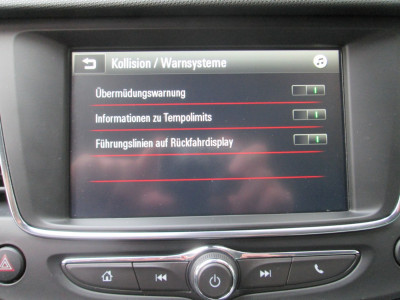 Kollision / Warnsysteme
Übermüdungswarnung
Informationen zu Tempolimits
Führungslinien auf Rückfahrdisplay